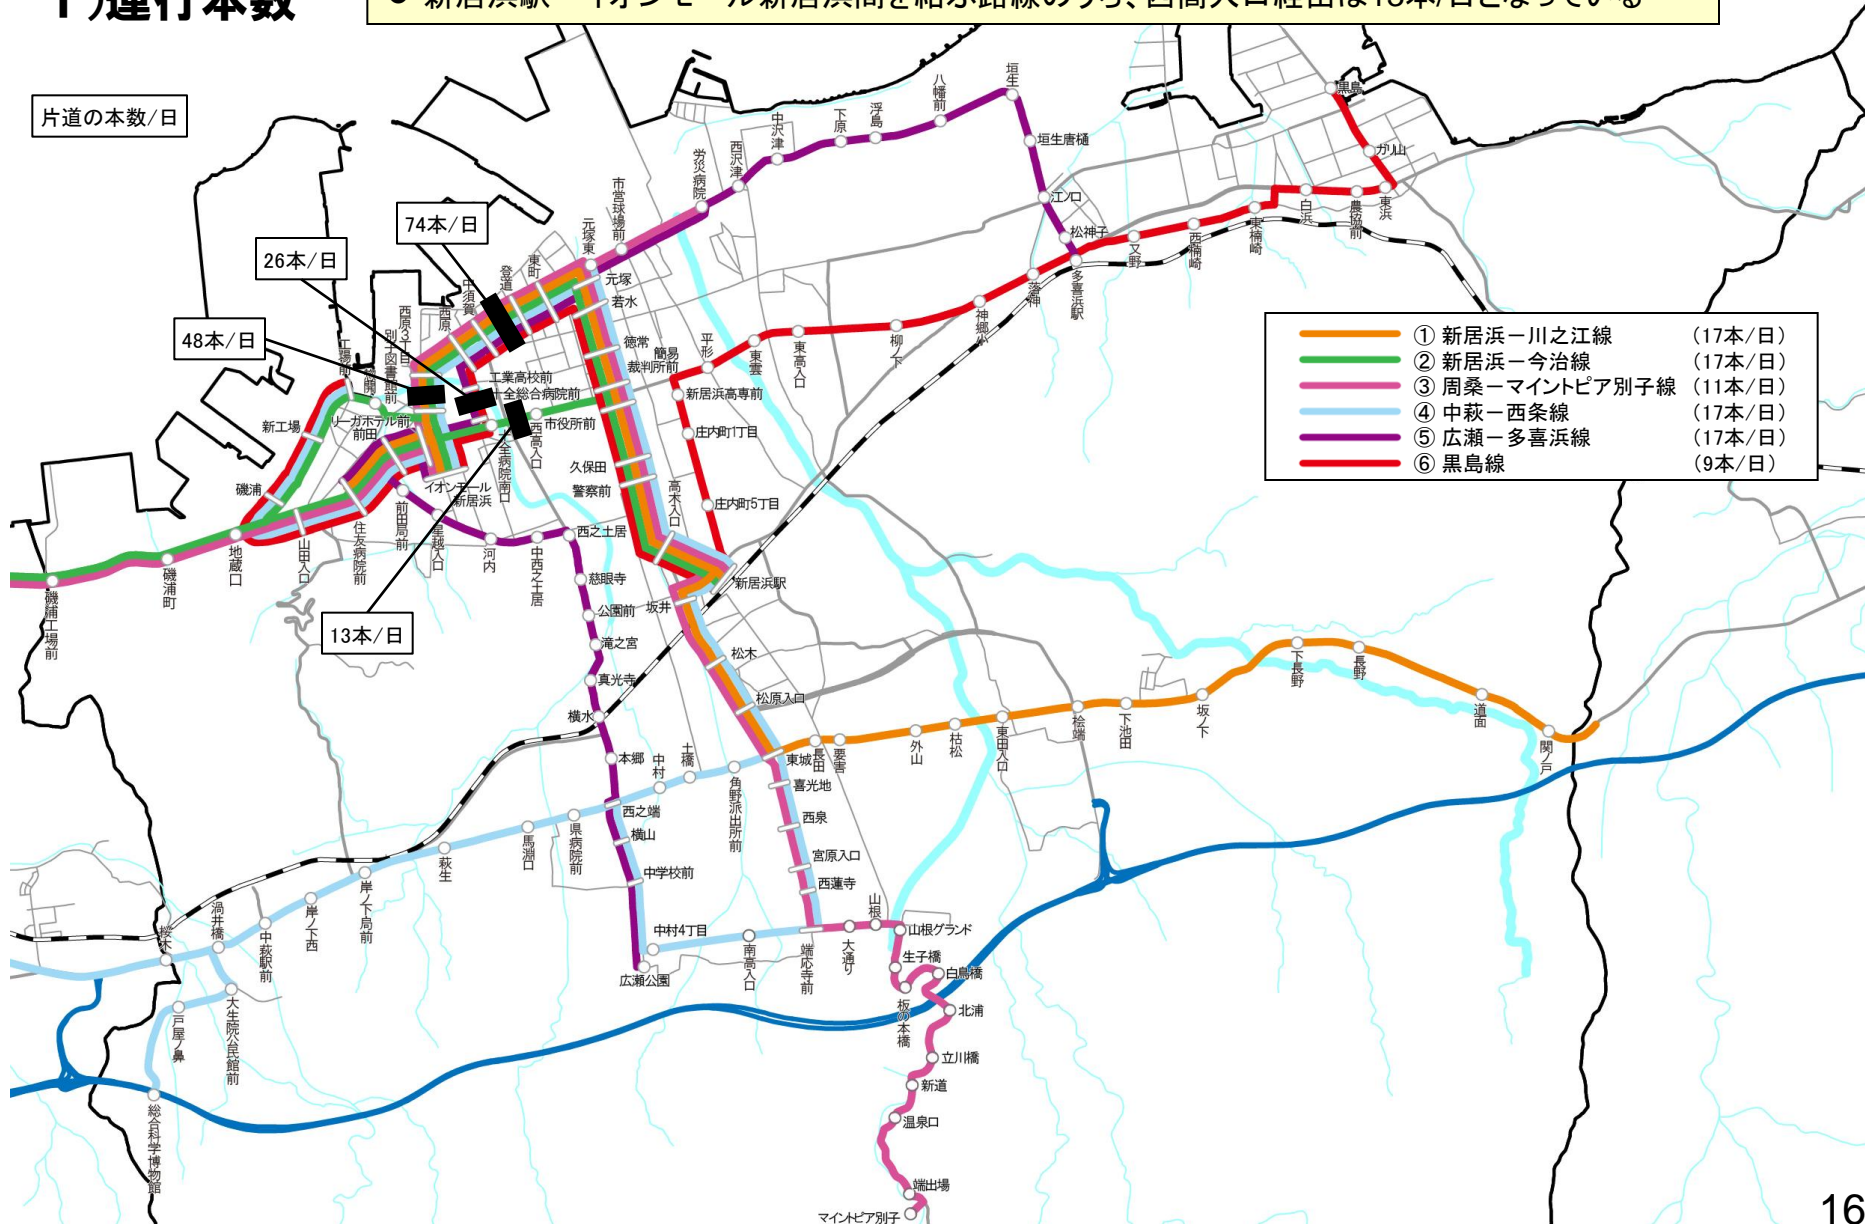 1)運行本数
片道の本数/日
74本/日
26本/日
48本/日
13本/日
① 新居浜－川之江線 (17本/日)
② 新居浜－今治線 (17本/日)
③ 周桑－マイントピア別子線 (11本/日)
④ 中萩－西条線 (17本/日)
⑤ 広瀬－多喜浜線 (17本/日)
⑥ 黒島線 (9本/日)
垣生
八幡前
浮島
下原
中沢津
西沢津
労災病院
市営球場前
元塚東
元塚
若水
東町
登道
中須賀
西原
西原3丁目
別子図書館前
垣生唐樋
江ノ口
松神子
多喜浜駅
又野
西楠崎
東楠崎
白浜
農協前
東浜
ガリ山
黒島
落神
神郷小
柳ノ下
東高入口
東雲
平形
新居浜高専前
庄内町1丁目
庄内町5丁目
徳常
簡易
裁判所前
工業高校前
十全総合病院前
市役所前
西高入口
久保田
警察前
高木入口
新居浜駅
リーガホテル前
前田
新工場
磯浦
イオンモール
新居浜
前田局前
星越入口
住友病院前
山田入口
地蔵口
磯浦町
磯浦工場前
河内
中西之土居
西之土居
慈眼寺
公園前
滝之宮
真光寺
横水
本郷
坂井
松木
松原入口
東城
長田
要害
外山
枯松
東田入口
桧端
下池田
坂ノ下
下長野
長野
道面
関ノ戸
喜光地
西泉
宮原入口
西蓮寺
角野派出所前
土橋
中村
西之端
横山
中学校前
県病院前
馬淵口
萩生
岸ノ下局前
岸ノ下西
中萩駅前
渦井橋
桜木
大生院公民館前
戸屋ノ鼻
総合科学博物館
中村4丁目
広瀬公園
南高入口
端応寺前
大通り
山根
山根グランド
生子橋
白鳥橋
板の本橋
北浦
立川橋
新道
温泉口
端出場
マイントピア別子
16